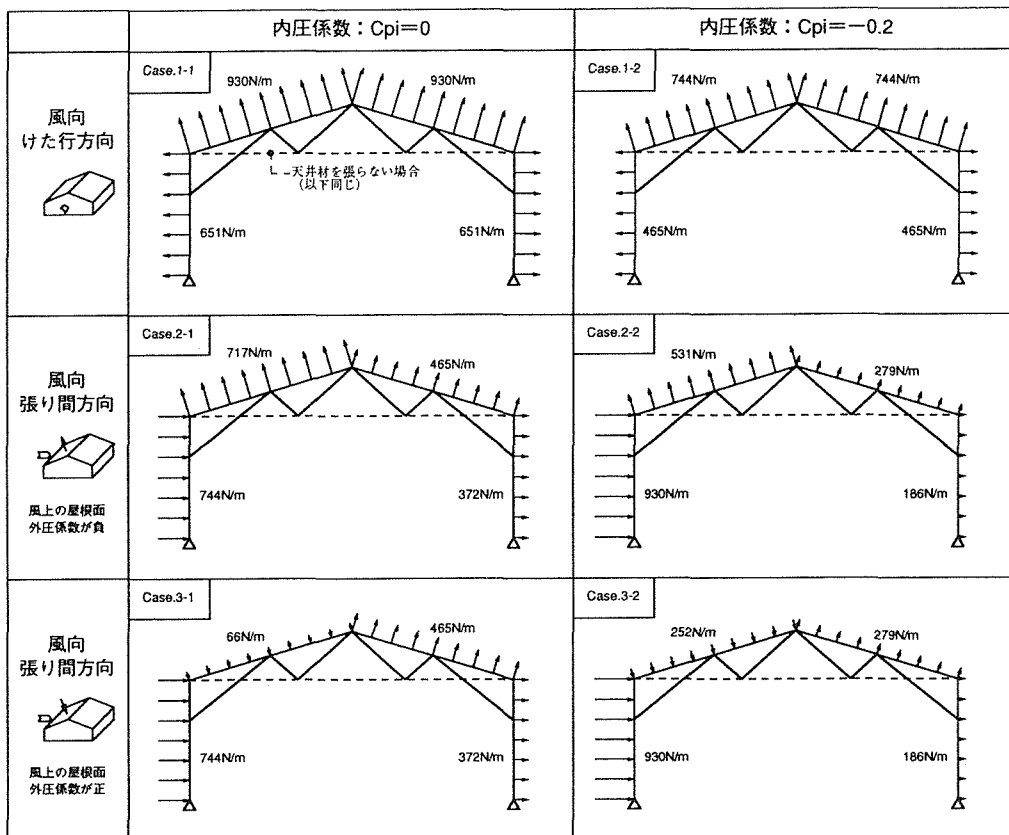 内圧係数：Cpi＝0
内圧係数：Cpi＝－0.2
風向
けた行方向
Case.1-1
930N/m
930N/m
天井材を張らない場合
（以下同じ）
651N/m
651N/m
Case.1-2
744N/m
744N/m
465N/m
465N/m
風向
張り間方向
風上の屋根面
外圧係数が負
Case.2-1
717N/m
465N/m
744N/m
372N/m
Case.2-2
531N/m
279N/m
930N/m
186N/m
風向
張り間方向
風上の屋根面
外圧係数が正
Case.3-1
66N/m
465N/m
744N/m
372N/m
Case.3-2
252N/m
279N/m
930N/m
186N/m